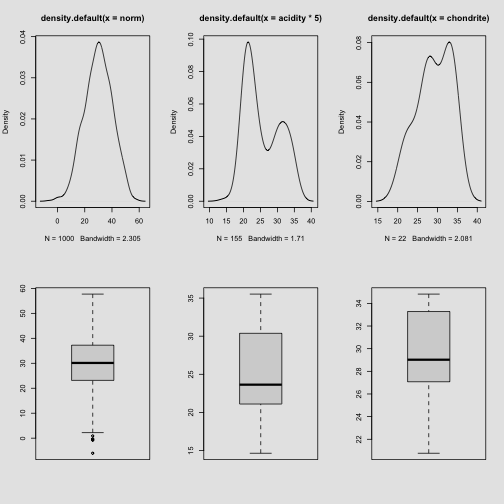 density.default(x = norm)
density.default(x = acidity * 5)
density.default(x = chondrite)
Density
0.00 0.01 0.02 0.03 0.04
0 20 40 60
N = 1000 Bandwidth = 2.305
Density
0.00 0.02 0.04 0.06 0.08 0.10
10 15 20 25 30 35 40
N = 155 Bandwidth = 1.71
Density
0.00 0.02 0.04 0.06 0.08
15 20 25 30 35 40
N = 22 Bandwidth = 2.081
0 10 20 30 40 50 60
15 20 25 30 35
22 24 26 28 30 32 34